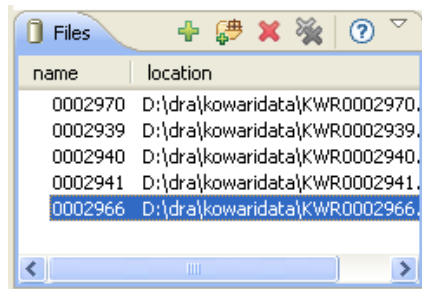 Files
name location
0002970 D:\dra\kowaridata\KWR0002970.
0002939 D:\dra\kowaridata\KWR0002939.
0002940 D:\dra\kowaridata\KWR0002940.
0002941 D:\dra\kowaridata\KWR0002941.
0002966 D:\dra\kowaridata\KWR0002966.